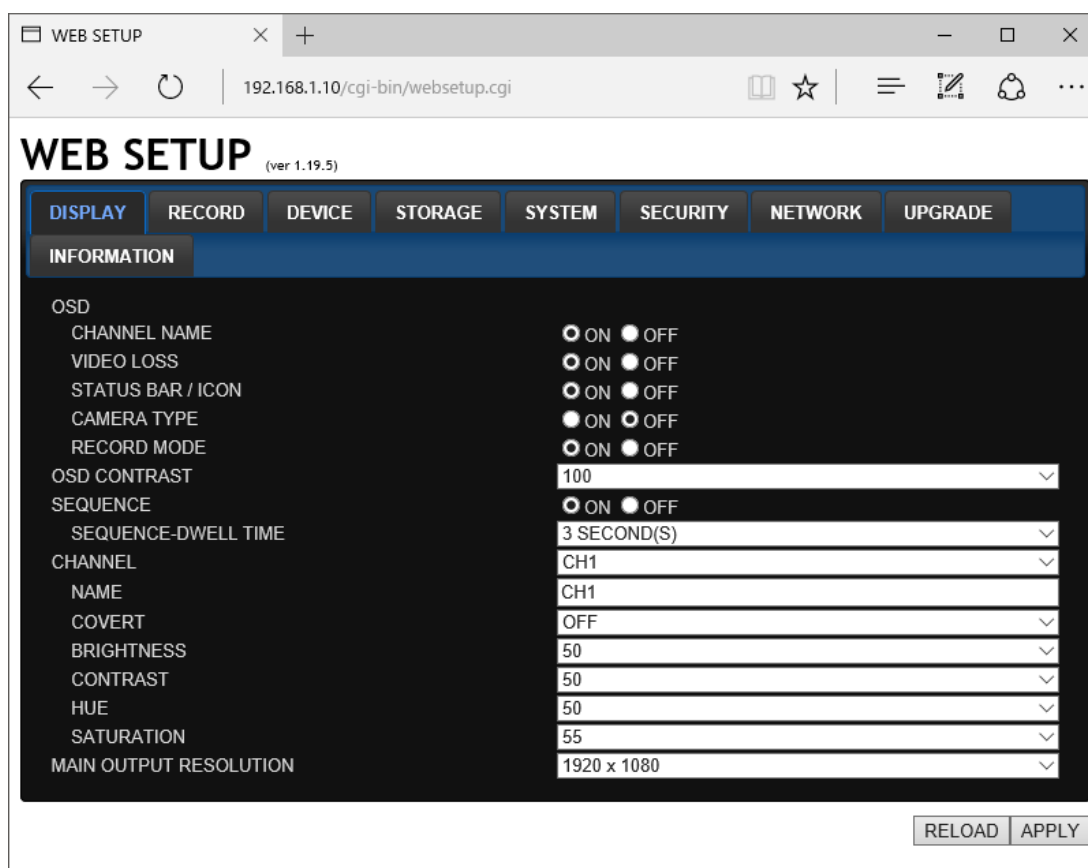 WEB SETUP
192.168.1.10/cgi-bin/websetup.cgi
WEB SETUP (ver 1.19.5)
DISPLAY RECORD DEVICE STORAGE SYSTEM SECURITY NETWORK UPGRADE
INFORMATION
OSD
CHANNEL NAME ON OFF
VIDEO LOSS ON OFF
STATUS BAR / ICON ON OFF
CAMERA TYPE ON OFF
RECORD MODE ON OFF
OSD CONTRAST 100
SEQUENCE ON OFF
SEQUENCE-DWELL TIME 3 SECOND(S)
CHANNEL CH1
NAME CH1
COVERT OFF
BRIGHTNESS 50
CONTRAST 50
HUE 50
SATURATION 55
MAIN OUTPUT RESOLUTION 1920 x 1080
RELOAD APPLY